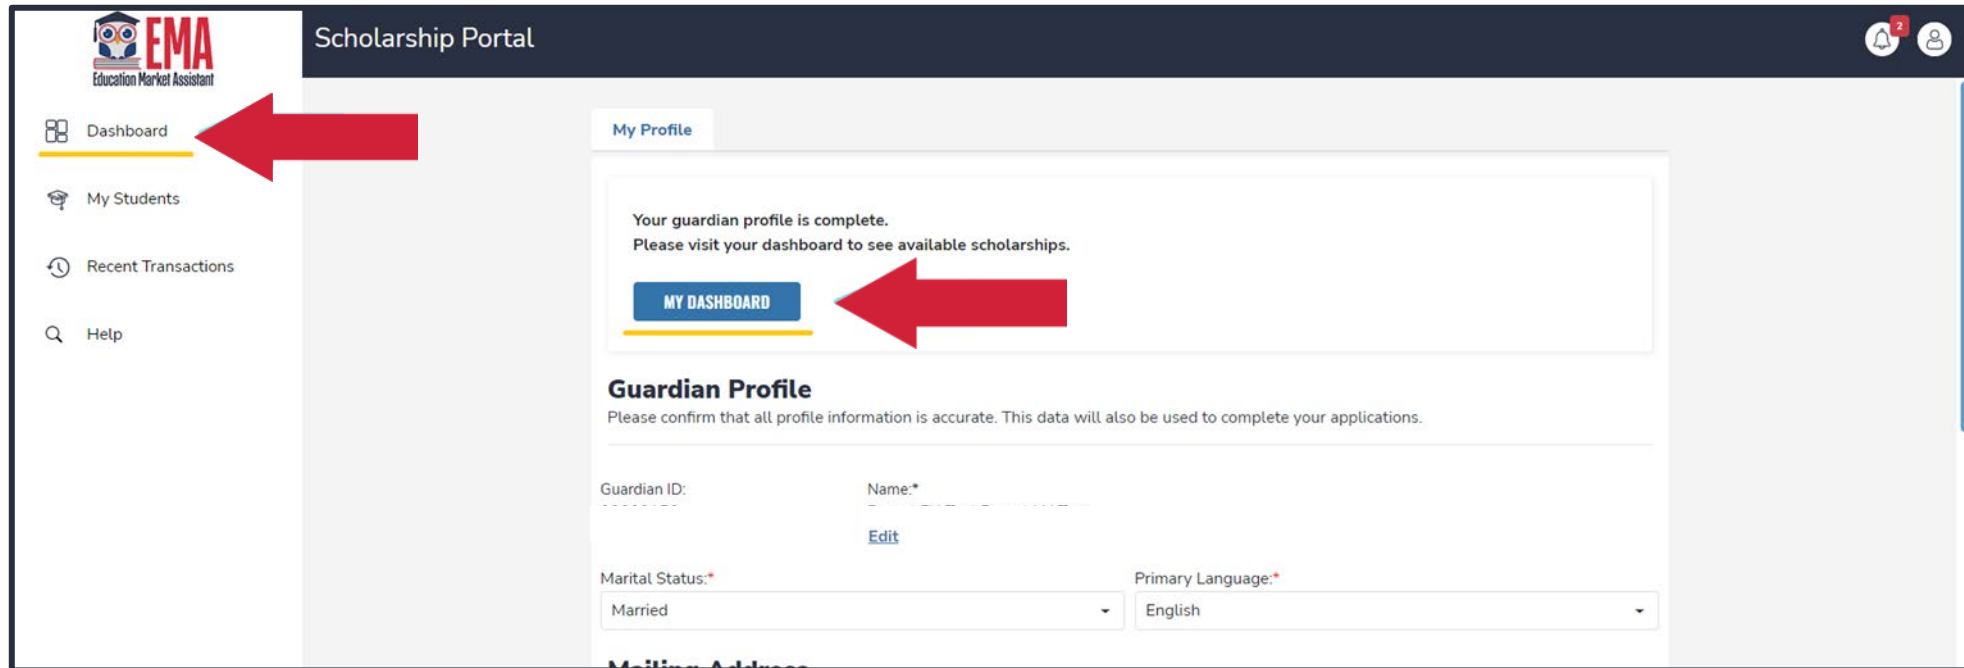 EMA
Education Market Assistant
Scholarship Portal
2
Dashboard
My Students
Recent Transactions
Help
My Profile
Your guardian profile is complete.
Please visit your dashboard to see available scholarships.
MY DASHBOARD
Guardian Profile
Please confirm that all profile information is accurate. This data will also be used to complete your applications.
Guardian ID:
Name:*
Edit
Marital Status:*
Primary Language:*
Married
English
Mailing Address